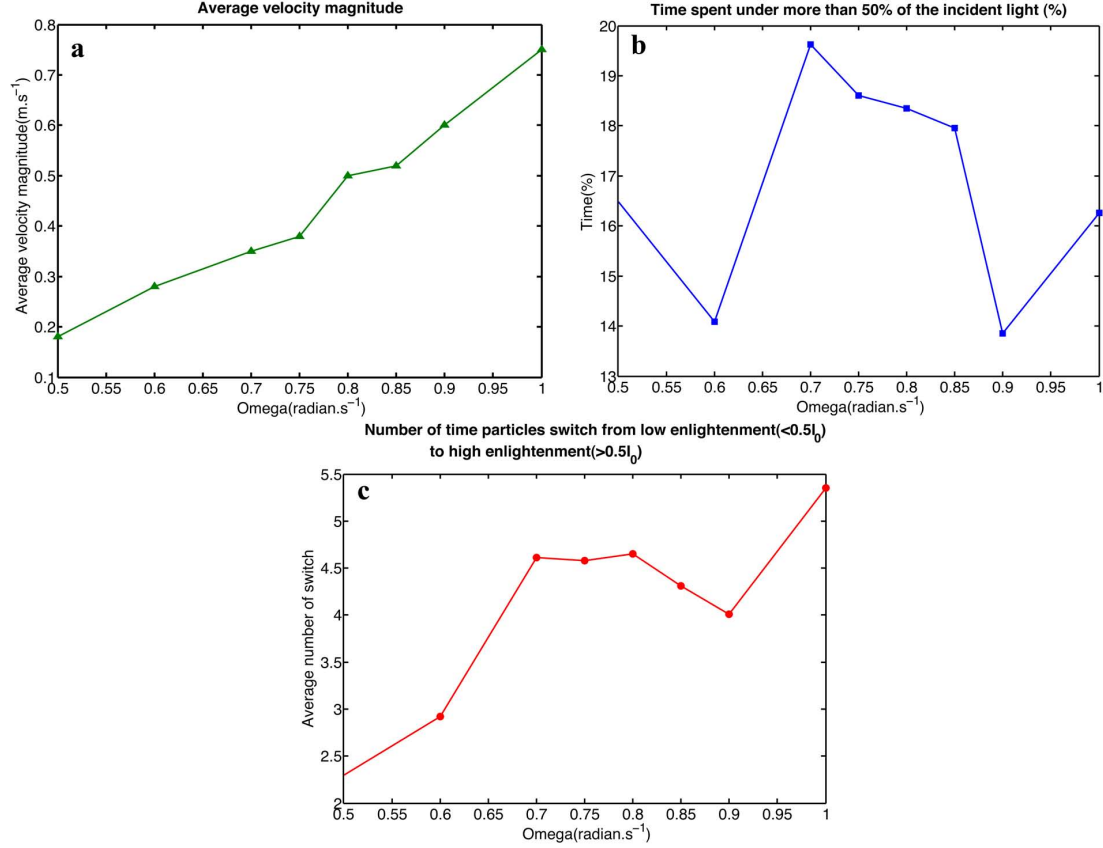 Average velocity magnitude
a
Average velocity magnitude(m.s⁻¹)
0.8
0.7
0.6
0.5
0.4
0.3
0.2
0.1
0.5 0.55 0.6 0.65 0.7 0.75 0.8 0.85 0.9 0.95 1
Omega(radian.s⁻¹)
Time spent under more than 50% of the incident light (%)
b
Time(%)
20
19
18
17
16
15
14
13
0.5 0.55 0.6 0.65 0.7 0.75 0.8 0.85 0.9 0.95 1
Omega(radian.s⁻¹)
Number of time particles switch from low enlightenment(<0.5I₀)
to high enlightenment(>0.5I₀)
c
Average number of switch
5.5
5
4.5
4
3.5
3
2.5
2
0.5 0.55 0.6 0.65 0.7 0.75 0.8 0.85 0.9 0.95 1
Omega(radian.s⁻¹)